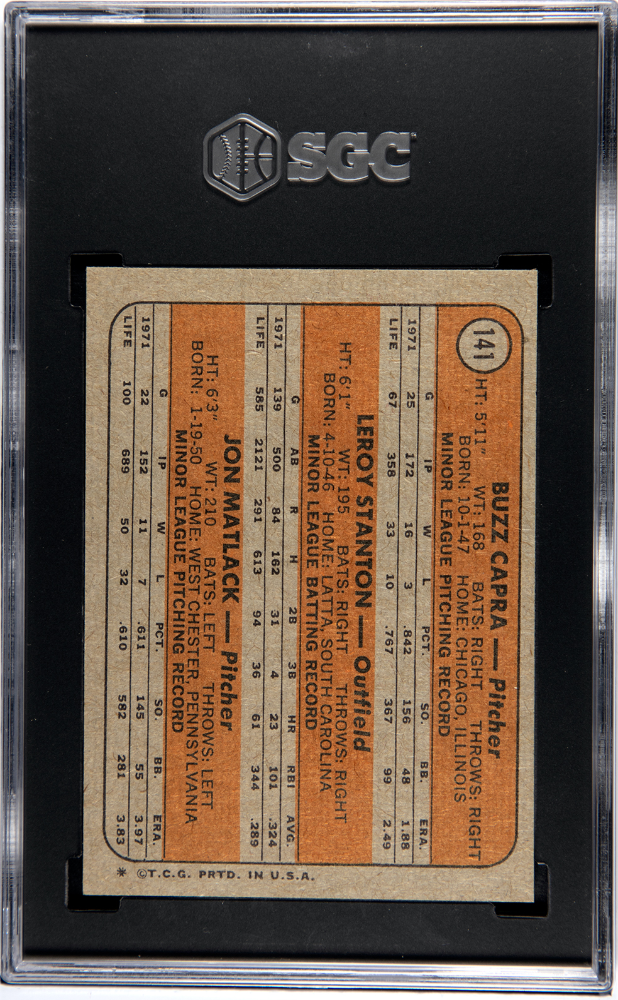 SGC
141
BUZZ CAPRA — Pitcher
HT: 5'11" WT: 168 BATS: RIGHT THROWS: RIGHT
BORN: 10-1-47 HOME: CHICAGO, ILLINOIS
MINOR LEAGUE PITCHING RECORD
G IP W L PCT. SO. BB. ERA.
1971 25 172 16 3 .842 156 48 1.88
LIFE 67 358 33 10 .767 367 99 2.49
LEROY STANTON — Outfield
HT: 6'1" WT: 195 BATS: RIGHT THROWS: RIGHT
BORN: 4-10-46 HOME: LATTA, SOUTH CAROLINA
MINOR LEAGUE BATTING RECORD
G AB R H 2B 3B HR RBI AVG.
1971 139 500 84 162 31 4 23 101 .324
LIFE 585 2121 291 613 94 36 61 344 .289
JON MATLACK — Pitcher
HT: 6'3" WT: 210 BATS: LEFT THROWS: LEFT
BORN: 1-19-50 HOME: WEST CHESTER, PENNSYLVANIA
MINOR LEAGUE PITCHING RECORD
G IP W L PCT. SO. BB. ERA.
1971 22 152 11 7 .611 145 55 3.97
LIFE 100 689 50 32 .610 582 281 3.83
* ©T.C.G. PRTD. IN U.S.A.